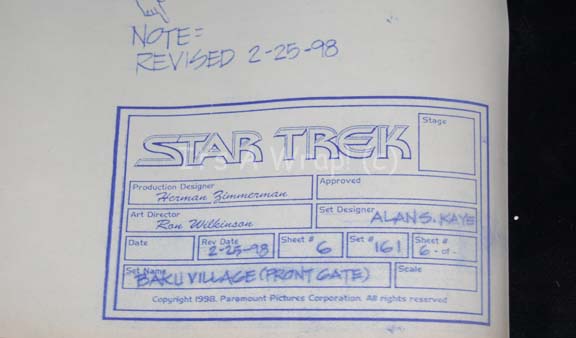 NOTE=
REVISED 2-25-98
STAR TREK
It's A Wrap! (c)
Stage
Production Designer
Herman Zimmerman
Approved
Art Director
Ron Wilkinson
Set Designer
ALAN S. KAYE
Date
Rev Date
2-25-98
Sheet #
6
Set #
161
Sheet #
6 - of -
Set Name
BAKU VILLAGE (FRONT GATE)
Scale
Copyright 1998, Paramount Pictures Corporation. All rights reserved